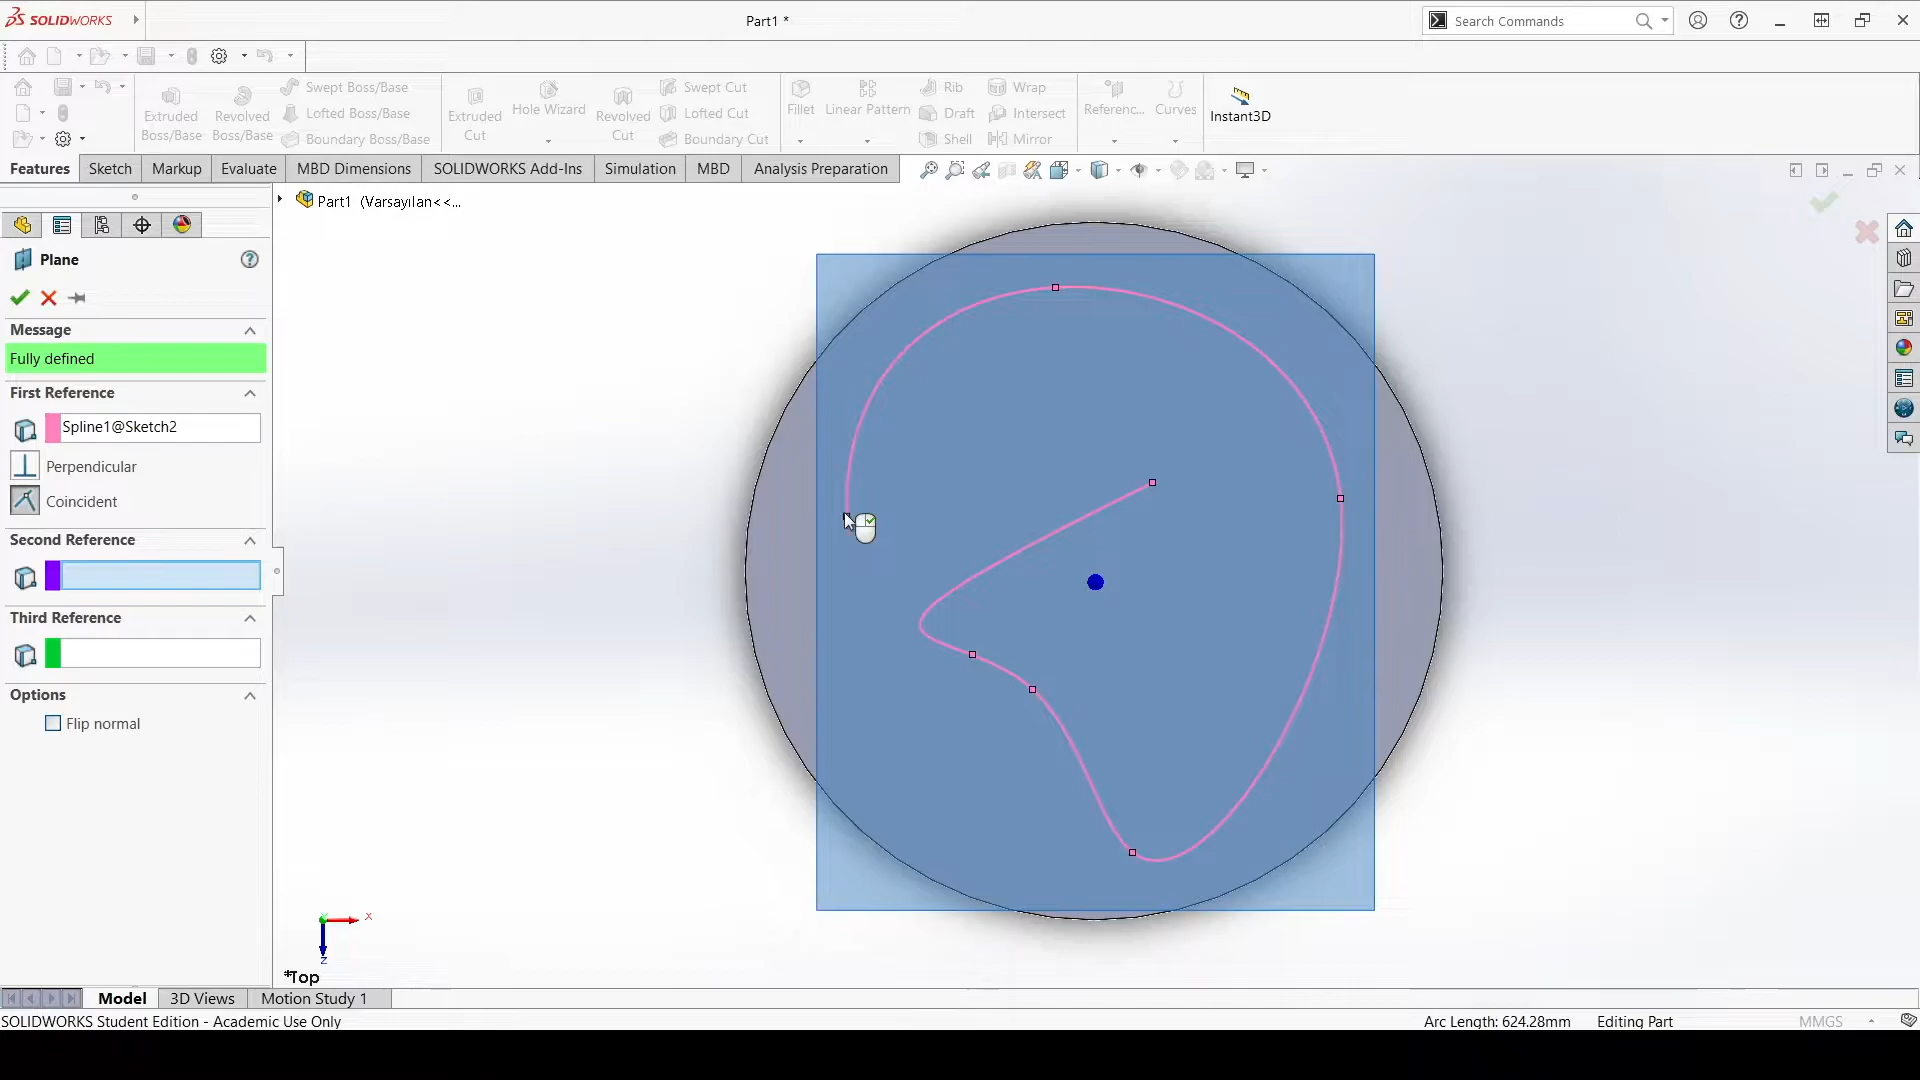 SOLIDWORKS
Part1 *
Search Commands
Extruded Boss/Base
Revolved Boss/Base
Swept Boss/Base
Lofted Boss/Base
Boundary Boss/Base
Extruded Cut
Hole Wizard
Revolved Cut
Swept Cut
Lofted Cut
Boundary Cut
Fillet
Linear Pattern
Rib
Draft
Shell
Wrap
Intersect
Mirror
Referenc...
Curves
Instant3D
Features
Sketch
Markup
Evaluate
MBD Dimensions
SOLIDWORKS Add-Ins
Simulation
MBD
Analysis Preparation
Part1 (Varsayılan<<...
Plane
Message
Fully defined
First Reference
Spline1@Sketch2
Perpendicular
Coincident
Second Reference
Third Reference
Options
Flip normal
X
Z
*Top
Model
3D Views
Motion Study 1
SOLIDWORKS Student Edition - Academic Use Only
Arc Length: 624.28mm
Editing Part
MMGS